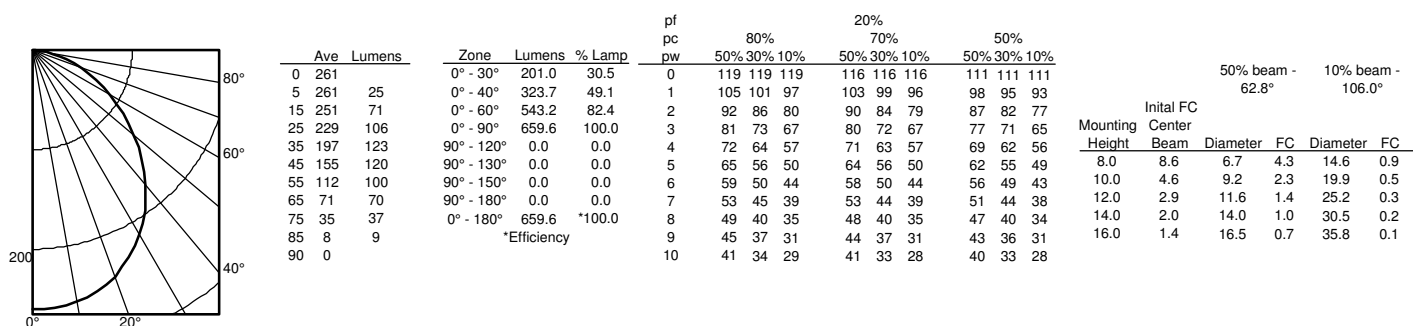 80°
60°
40°
200
0° 20°
Ave Lumens
0 261
5 261 25
15 251 71
25 229 106
35 197 123
45 155 120
55 112 100
65 71 70
75 35 37
85 8 9
90 0
Zone Lumens % Lamp
0° - 30° 201.0 30.5
0° - 40° 323.7 49.1
0° - 60° 543.2 82.4
0° - 90° 659.6 100.0
90° - 120° 0.0 0.0
90° - 130° 0.0 0.0
90° - 150° 0.0 0.0
90° - 180° 0.0 0.0
0° - 180° 659.6 *100.0
*Efficiency
pf 20%
pc 80% 70% 50%
pw 50% 30% 10% 50% 30% 10% 50% 30% 10%
0 119 119 119 116 116 116 111 111 111
1 105 101 97 103 99 96 98 95 93
2 92 86 80 90 84 79 87 82 77
3 81 73 67 80 72 67 77 71 65
4 72 64 57 71 63 57 69 62 56
5 65 56 50 64 56 50 62 55 49
6 59 50 44 58 50 44 56 49 43
7 53 45 39 53 44 39 51 44 38
8 49 40 35 48 40 35 47 40 34
9 45 37 31 44 37 31 43 36 31
10 41 34 29 41 33 28 40 33 28
50% beam - 10% beam -
62.8° 106.0°
Inital FC
Mounting Center
Height Beam Diameter FC Diameter FC
8.0 8.6 6.7 4.3 14.6 0.9
10.0 4.6 9.2 2.3 19.9 0.5
12.0 2.9 11.6 1.4 25.2 0.3
14.0 2.0 14.0 1.0 30.5 0.2
16.0 1.4 16.5 0.7 35.8 0.1